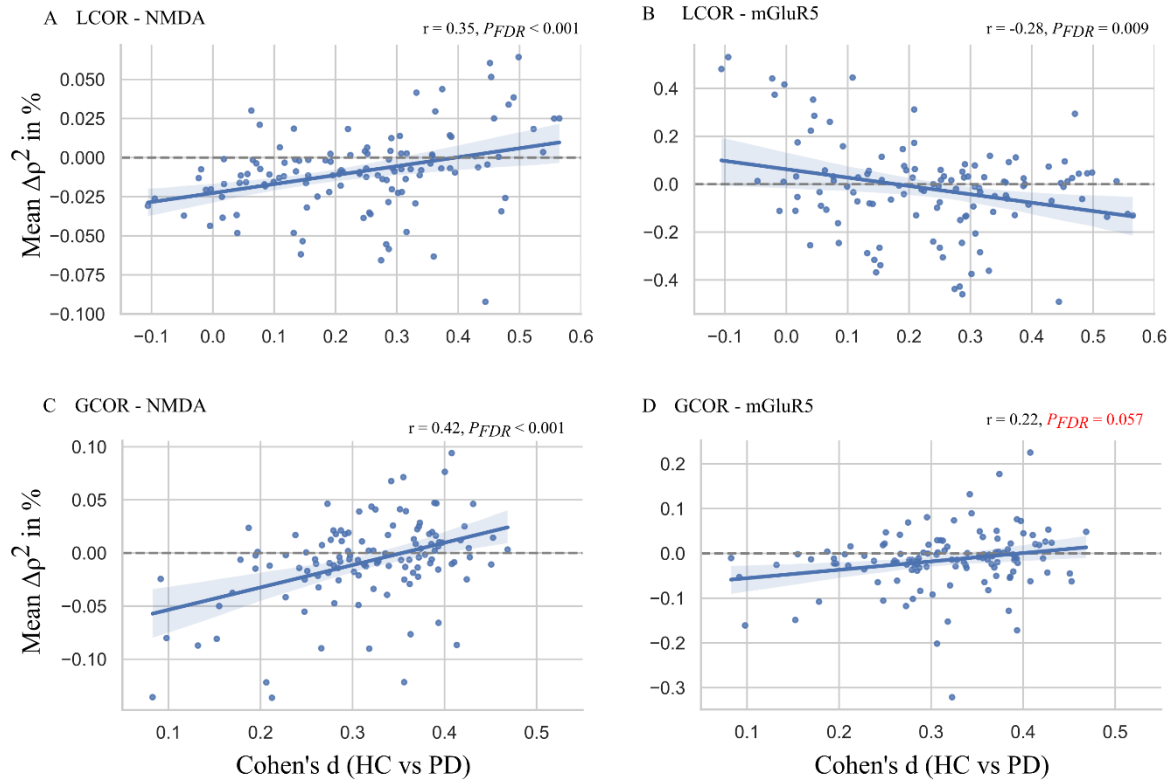 A LCOR - NMDA
r = 0.35, P_FDR < 0.001
B LCOR - mGluR5
r = -0.28, P_FDR = 0.009
Mean Δρ² in %
0.050
0.025
0.000
−0.025
−0.050
−0.075
−0.100
−0.1 0.0 0.1 0.2 0.3 0.4 0.5 0.6
0.4
0.2
0.0
−0.2
−0.4
−0.1 0.0 0.1 0.2 0.3 0.4 0.5 0.6
C GCOR - NMDA
r = 0.42, P_FDR < 0.001
D GCOR - mGluR5
r = 0.22, P_FDR = 0.057
Mean Δρ² in %
0.10
0.05
0.00
−0.05
−0.10
0.1 0.2 0.3 0.4 0.5
Cohen's d (HC vs PD)
0.2
0.1
0.0
−0.1
−0.2
−0.3
0.1 0.2 0.3 0.4 0.5
Cohen's d (HC vs PD)